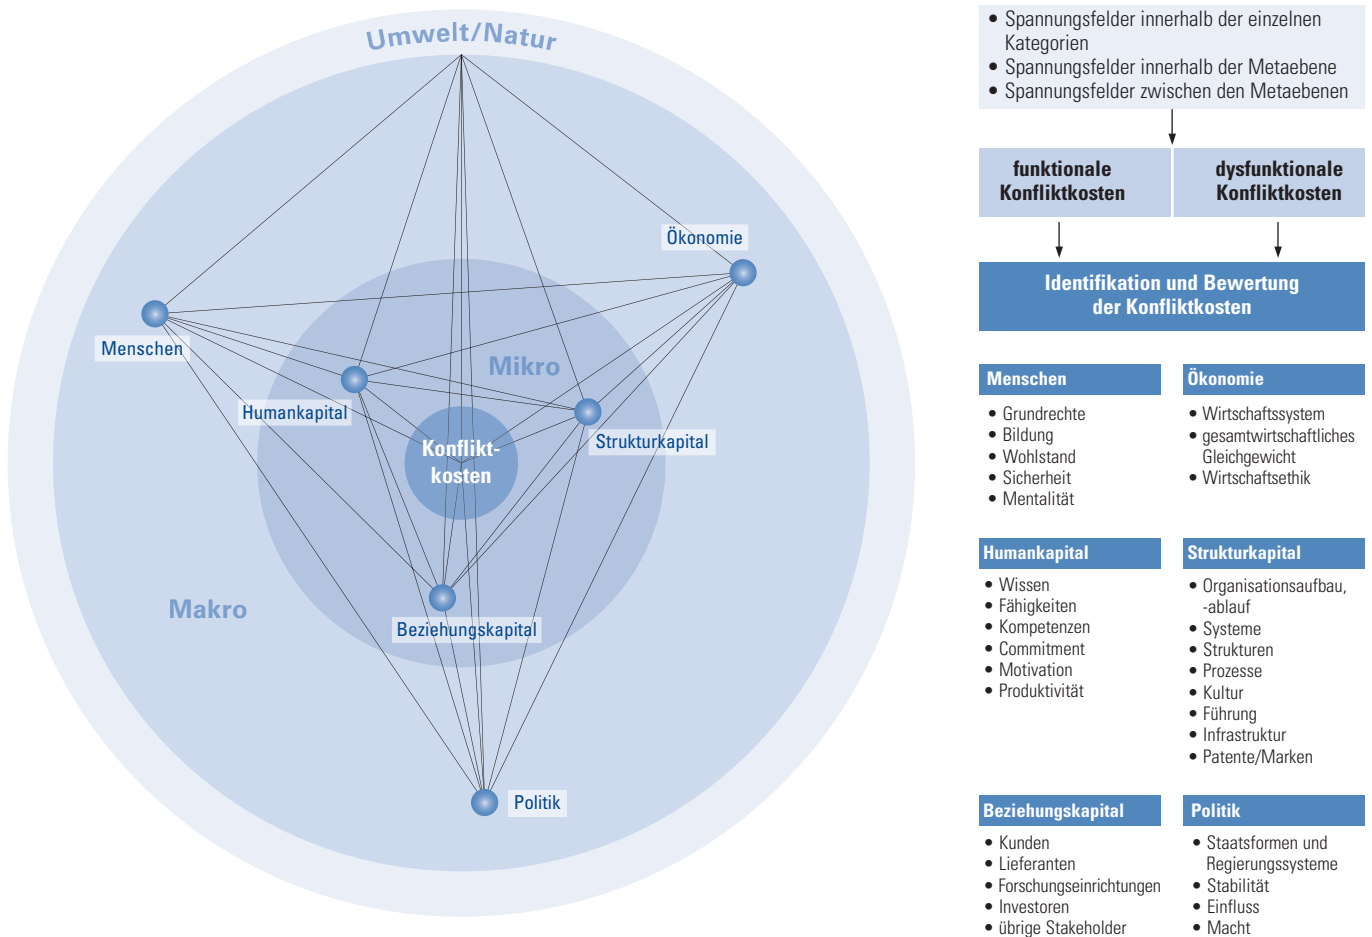 Umwelt/Natur
Ökonomie
Menschen
Mikro
Humankapital
Strukturkapital
Konflikt-
kosten
Makro
Beziehungskapital
Politik
• Spannungsfelder innerhalb der einzelnen
Kategorien
• Spannungsfelder innerhalb der Metaebene
• Spannungsfelder zwischen den Metaebenen
funktionale
Konfliktkosten
dysfunktionale
Konfliktkosten
Identifikation und Bewertung
der Konfliktkosten
Menschen
• Grundrechte
• Bildung
• Wohlstand
• Sicherheit
• Mentalität
Ökonomie
• Wirtschaftssystem
• gesamtwirtschaftliches
Gleichgewicht
• Wirtschaftsethik
Humankapital
• Wissen
• Fähigkeiten
• Kompetenzen
• Commitment
• Motivation
• Produktivität
Strukturkapital
• Organisationsaufbau,
-ablauf
• Systeme
• Strukturen
• Prozesse
• Kultur
• Führung
• Infrastruktur
• Patente/Marken
Beziehungskapital
• Kunden
• Lieferanten
• Forschungseinrichtungen
• Investoren
• übrige Stakeholder
Politik
• Staatsformen und
Regierungssysteme
• Stabilität
• Einfluss
• Macht